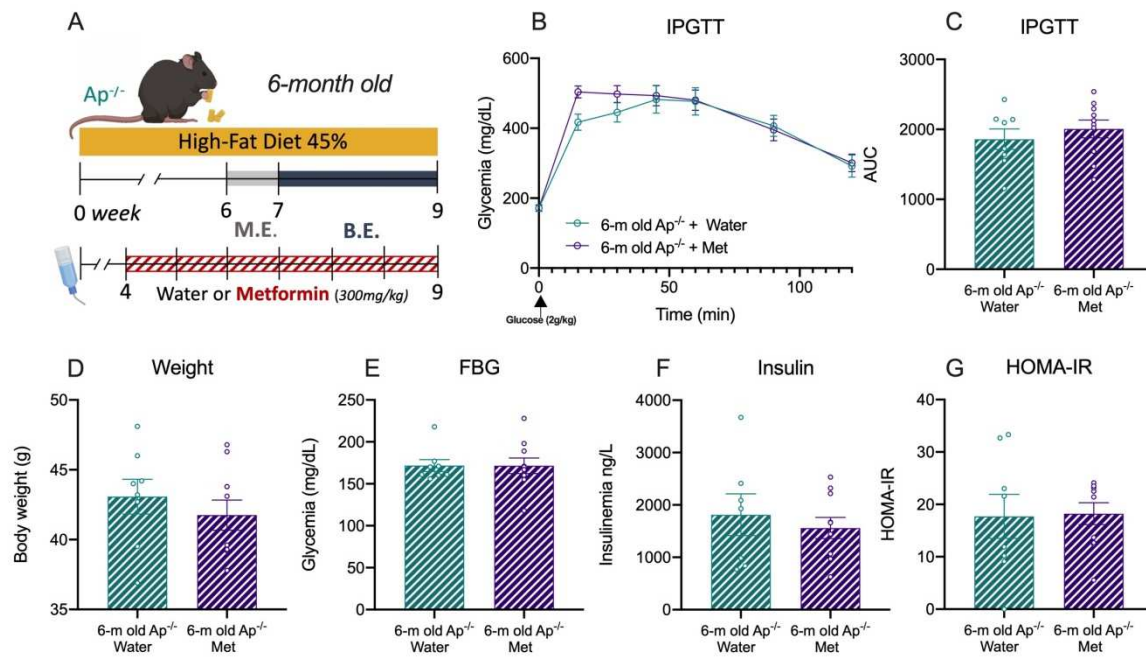 A
Ap⁻/⁻
6-month old
High-Fat Diet 45%
0 week
6
7
9
M.E.
B.E.
4
9
Water or Metformin (300mg/kg)
B
IPGTT
Glycemia (mg/dL)
600
400
200
0
0
50
100
6-m old Ap⁻/⁻ + Water
6-m old Ap⁻/⁻ + Met
Glucose (2g/kg)
Time (min)
C
IPGTT
AUC
3000
2000
1000
0
6-m old Ap⁻/⁻
Water
6-m old Ap⁻/⁻
Met
D
Weight
Body weight (g)
50
45
40
35
6-m old Ap⁻/⁻
Water
6-m old Ap⁻/⁻
Met
E
FBG
Glycemia (mg/dL)
250
200
150
100
50
0
6-m old Ap⁻/⁻
Water
6-m old Ap⁻/⁻
Met
F
Insulin
Insulinemia ng/L
4000
3000
2000
1000
0
6-m old Ap⁻/⁻
Water
6-m old Ap⁻/⁻
Met
G
HOMA-IR
HOMA-IR
40
30
20
10
0
6-m old Ap⁻/⁻
Water
6-m old Ap⁻/⁻
Met